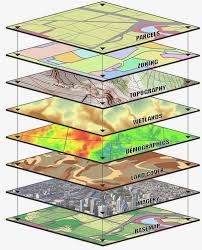 PARCELS
ZONING
TOPOGRAPHY
WETLANDS
DEMOGRAPHICS
LAND COVER
IMAGERY
BASEMAP